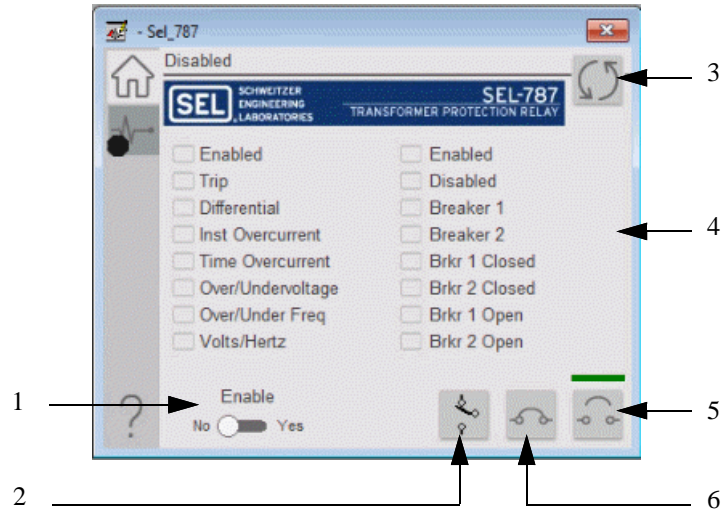 - Sel_787
Disabled
3
SEL SCHWEITZER
ENGINEERING
LABORATORIES
SEL-787
TRANSFORMER PROTECTION RELAY
Enabled
Enabled
Trip
Disabled
Differential
Breaker 1
Inst Overcurrent
Breaker 2
4
Time Overcurrent
Brkr 1 Closed
Over/Undervoltage
Brkr 2 Closed
Over/Under Freq
Brkr 1 Open
Volts/Hertz
Brkr 2 Open
1
Enable
?
No Yes
5
2
6